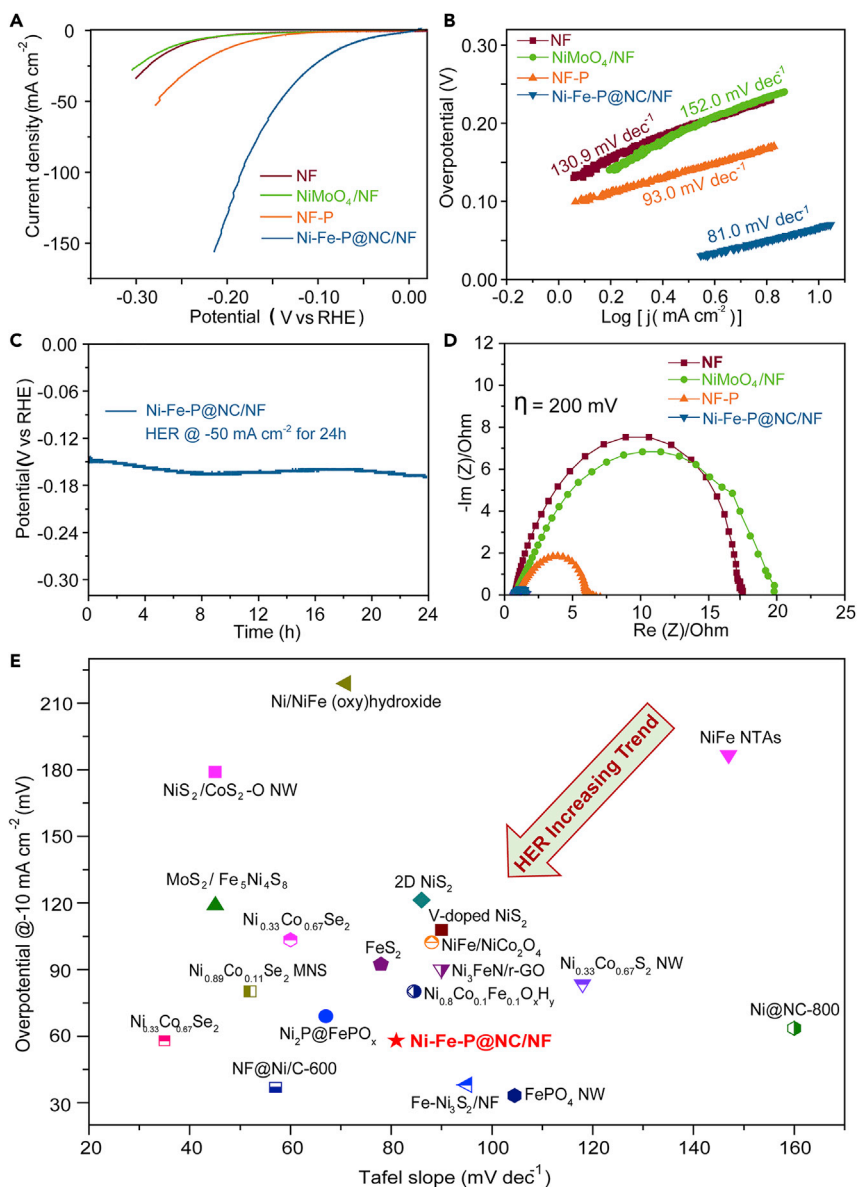 A
Current density(mA cm⁻²)
0
-50
-100
-150
-0.30
-0.20
-0.10
0.00
Potential ( V vs RHE
NF
NiMoO₄/NF
NF-P
Ni-Fe-P@NC/NF
B
Overpotential (V)
0.30
0.20
0.10
0.00
-0.2
0.0
0.2
0.4
0.6
0.8
1.0
Log [ j( mA cm⁻²)]
NF
NiMoO₄/NF
NF-P
Ni-Fe-P@NC/NF
130.9 mV dec⁻¹
152.0 mV dec⁻¹
93.0 mV dec⁻¹
81.0 mV dec⁻¹
C
Potential (V vs RHE)
0.00
-0.06
-0.12
-0.18
-0.24
-0.30
0
4
8
12
16
20
24
Time (h)
Ni-Fe-P@NC/NF
HER @ -50 mA cm⁻² for 24h
D
-Im (Z)/Ohm
12
10
8
6
4
2
0
0
5
10
15
20
25
Re (Z)/Ohm
NF
NiMoO₄/NF
NF-P
Ni-Fe-P@NC/NF
η = 200 mV
E
Overpotential @-10 mA cm⁻² (mV)
210
180
150
120
90
60
30
20
40
60
80
100
120
140
160
Tafel slope (mV dec⁻¹)
Ni/NiFe (oxy)hydroxide
NiFe NTAs
HER Increasing Trend
NiS₂/CoS₂-O NW
MoS₂/ Fe₅Ni₄S₈
2D NiS₂
V-doped NiS₂
Ni₀.₃₃Co₀.₆₇Se₂
NiFe/NiCo₂O₄
FeS₂
Ni₃FeN/r-GO
Ni₀.₃₃Co₀.₆₇S₂ NW
Ni₀.₈₉Co₀.₁₁Se₂ MNS
Ni₀.₈Co₀.₁Fe₀.₁OₓHᵧ
Ni@NC-800
Ni₀.₃₃Co₀.₆₇Se₂
Ni₂P@FePOₓ
Ni-Fe-P@NC/NF
NF@Ni/C-600
Fe-Ni₃S₂/NF
FePO₄ NW